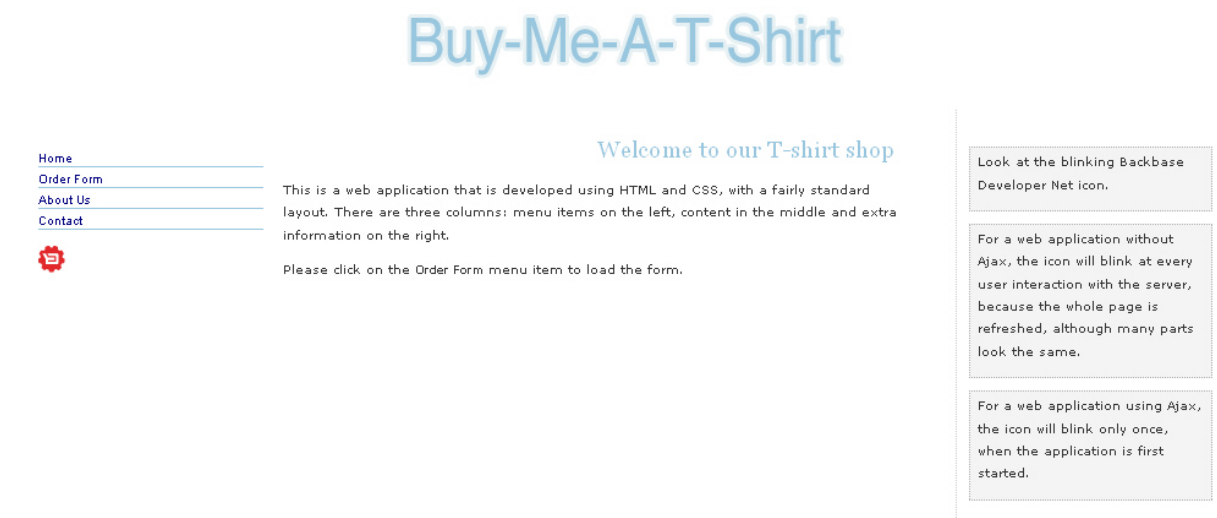 Buy-Me-A-T-Shirt
Home
Order Form
About Us
Contact
Welcome to our T-shirt shop
This is a web application that is developed using HTML and CSS, with a fairly standard
layout. There are three columns: menu items on the left, content in the middle and extra
information on the right.
Please click on the Order Form menu item to load the form.
Look at the blinking Backbase
Developer Net icon.
For a web application without
Ajax, the icon will blink at every
user interaction with the server,
because the whole page is
refreshed, although many parts
look the same.
For a web application using Ajax,
the icon will blink only once,
when the application is first
started.